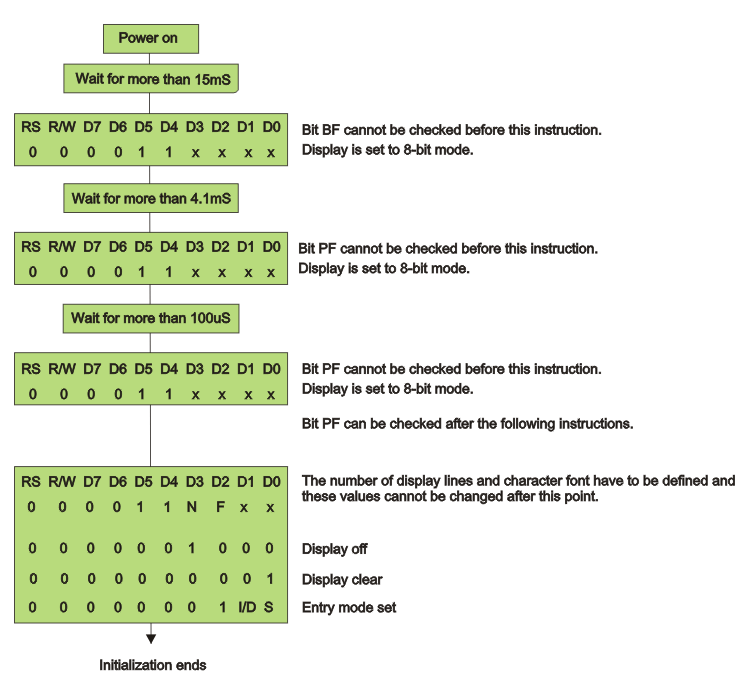 Power on
Wait for more than 15mS
RS R/W D7 D6 D5 D4 D3 D2 D1 D0
0 0 0 0 1 1 x x x x
Bit BF cannot be checked before this instruction.
Display is set to 8-bit mode.
Wait for more than 4.1mS
RS R/W D7 D6 D5 D4 D3 D2 D1 D0
0 0 0 0 1 1 x x x x
Bit PF cannot be checked before this instruction.
Display is set to 8-bit mode.
Wait for more than 100uS
RS R/W D7 D6 D5 D4 D3 D2 D1 D0
0 0 0 0 1 1 x x x x
Bit PF cannot be checked before this instruction.
Display is set to 8-bit mode.
Bit PF can be checked after the following instructions.
RS R/W D7 D6 D5 D4 D3 D2 D1 D0
0 0 0 0 1 1 N F x x
The number of display lines and character font have to be defined and
these values cannot be changed after this point.
0 0 0 0 0 0 1 0 0 0
Display off
0 0 0 0 0 0 0 0 0 1
Display clear
0 0 0 0 0 0 0 1 I/D S
Entry mode set
Initialization ends